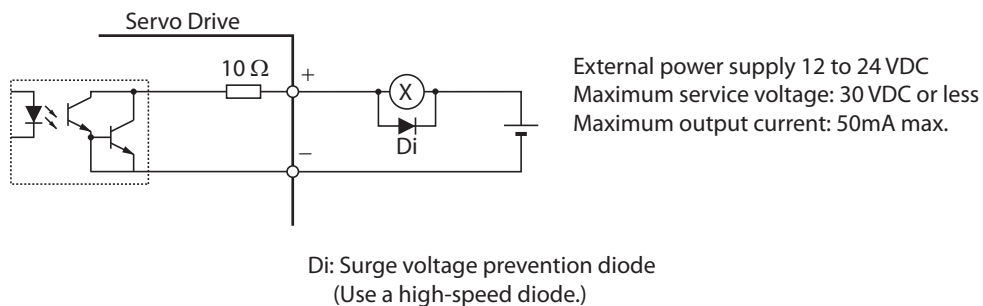 Servo Drive
10 Ω
+
X
Di
−
External power supply 12 to 24 VDC
Maximum service voltage: 30 VDC or less
Maximum output current: 50mA max.
Di: Surge voltage prevention diode
(Use a high-speed diode.)